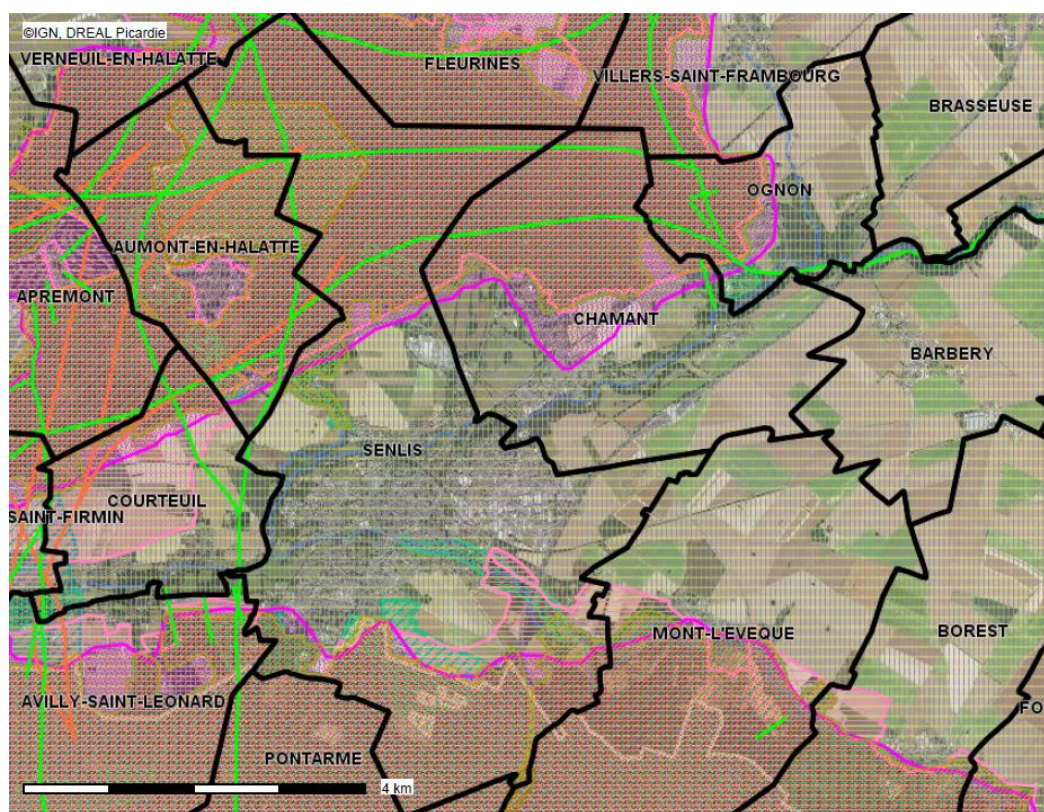 ©IGN, DREAL Picardie
VERNEUIL-EN-HALATTE
FLEURINES
VILLERS-SAINT-FRAMBOURG
BRASSEUSE
OGNON
AUMONT-EN-HALATTE
APREMONT
CHAMANT
BARBERY
SENLIS
COURTEUIL
SAINT-FIRMIN
MONT-L'EVEQUE
BOREST
AVILLY-SAINT-LEONARD
FO
PONTARME
4 km